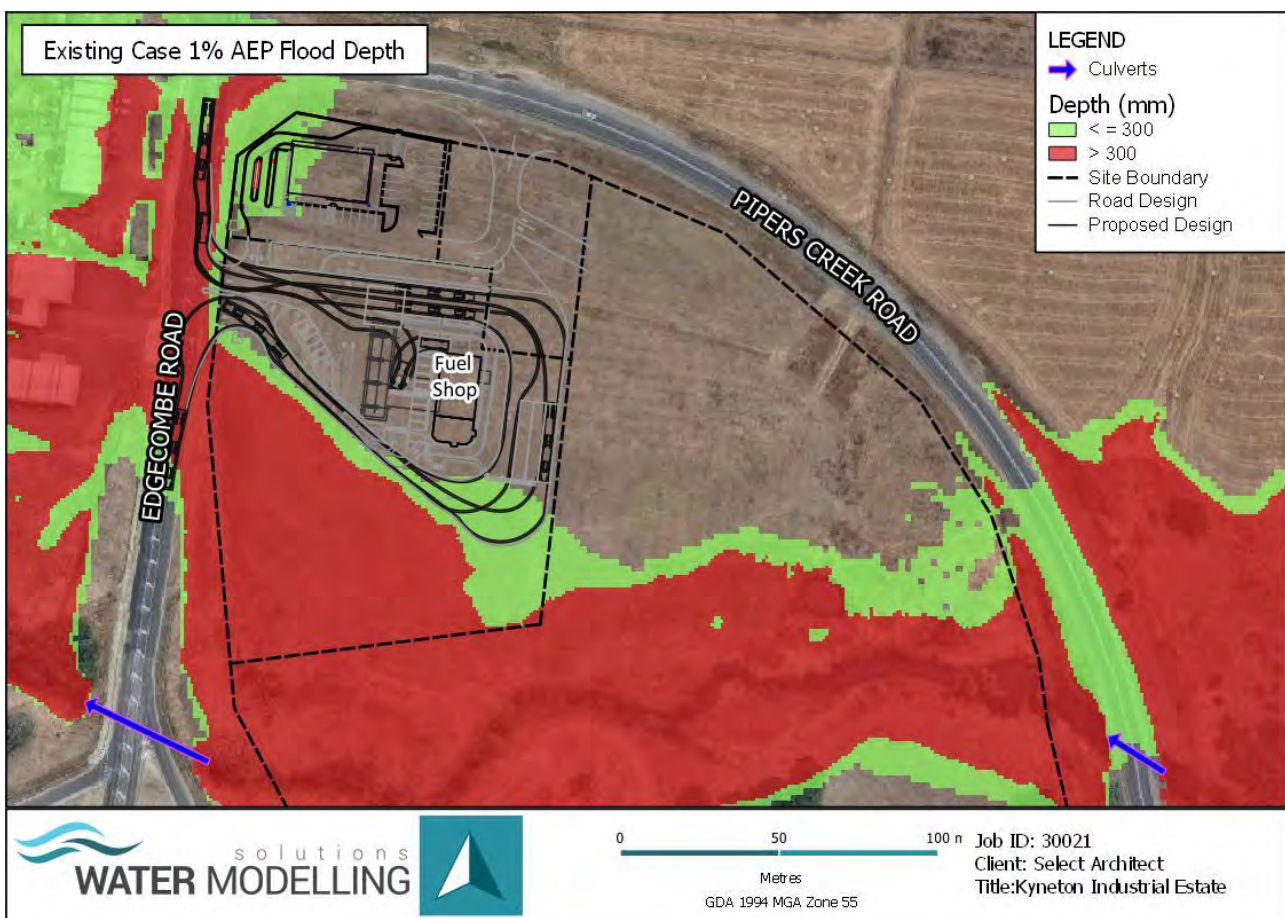 Existing Case 1% AEP Flood Depth
LEGEND
Culverts
Depth (mm)
< = 300
> 300
Site Boundary
Road Design
Proposed Design
PIPERS CREEK ROAD
EDGECOMBE ROAD
Fuel
Shop
solutions
WATER MODELLING
0 50 100 m
Metres
GDA 1994 MGA Zone 55
Job ID: 30021
Client: Select Architect
Title:Kyneton Industrial Estate